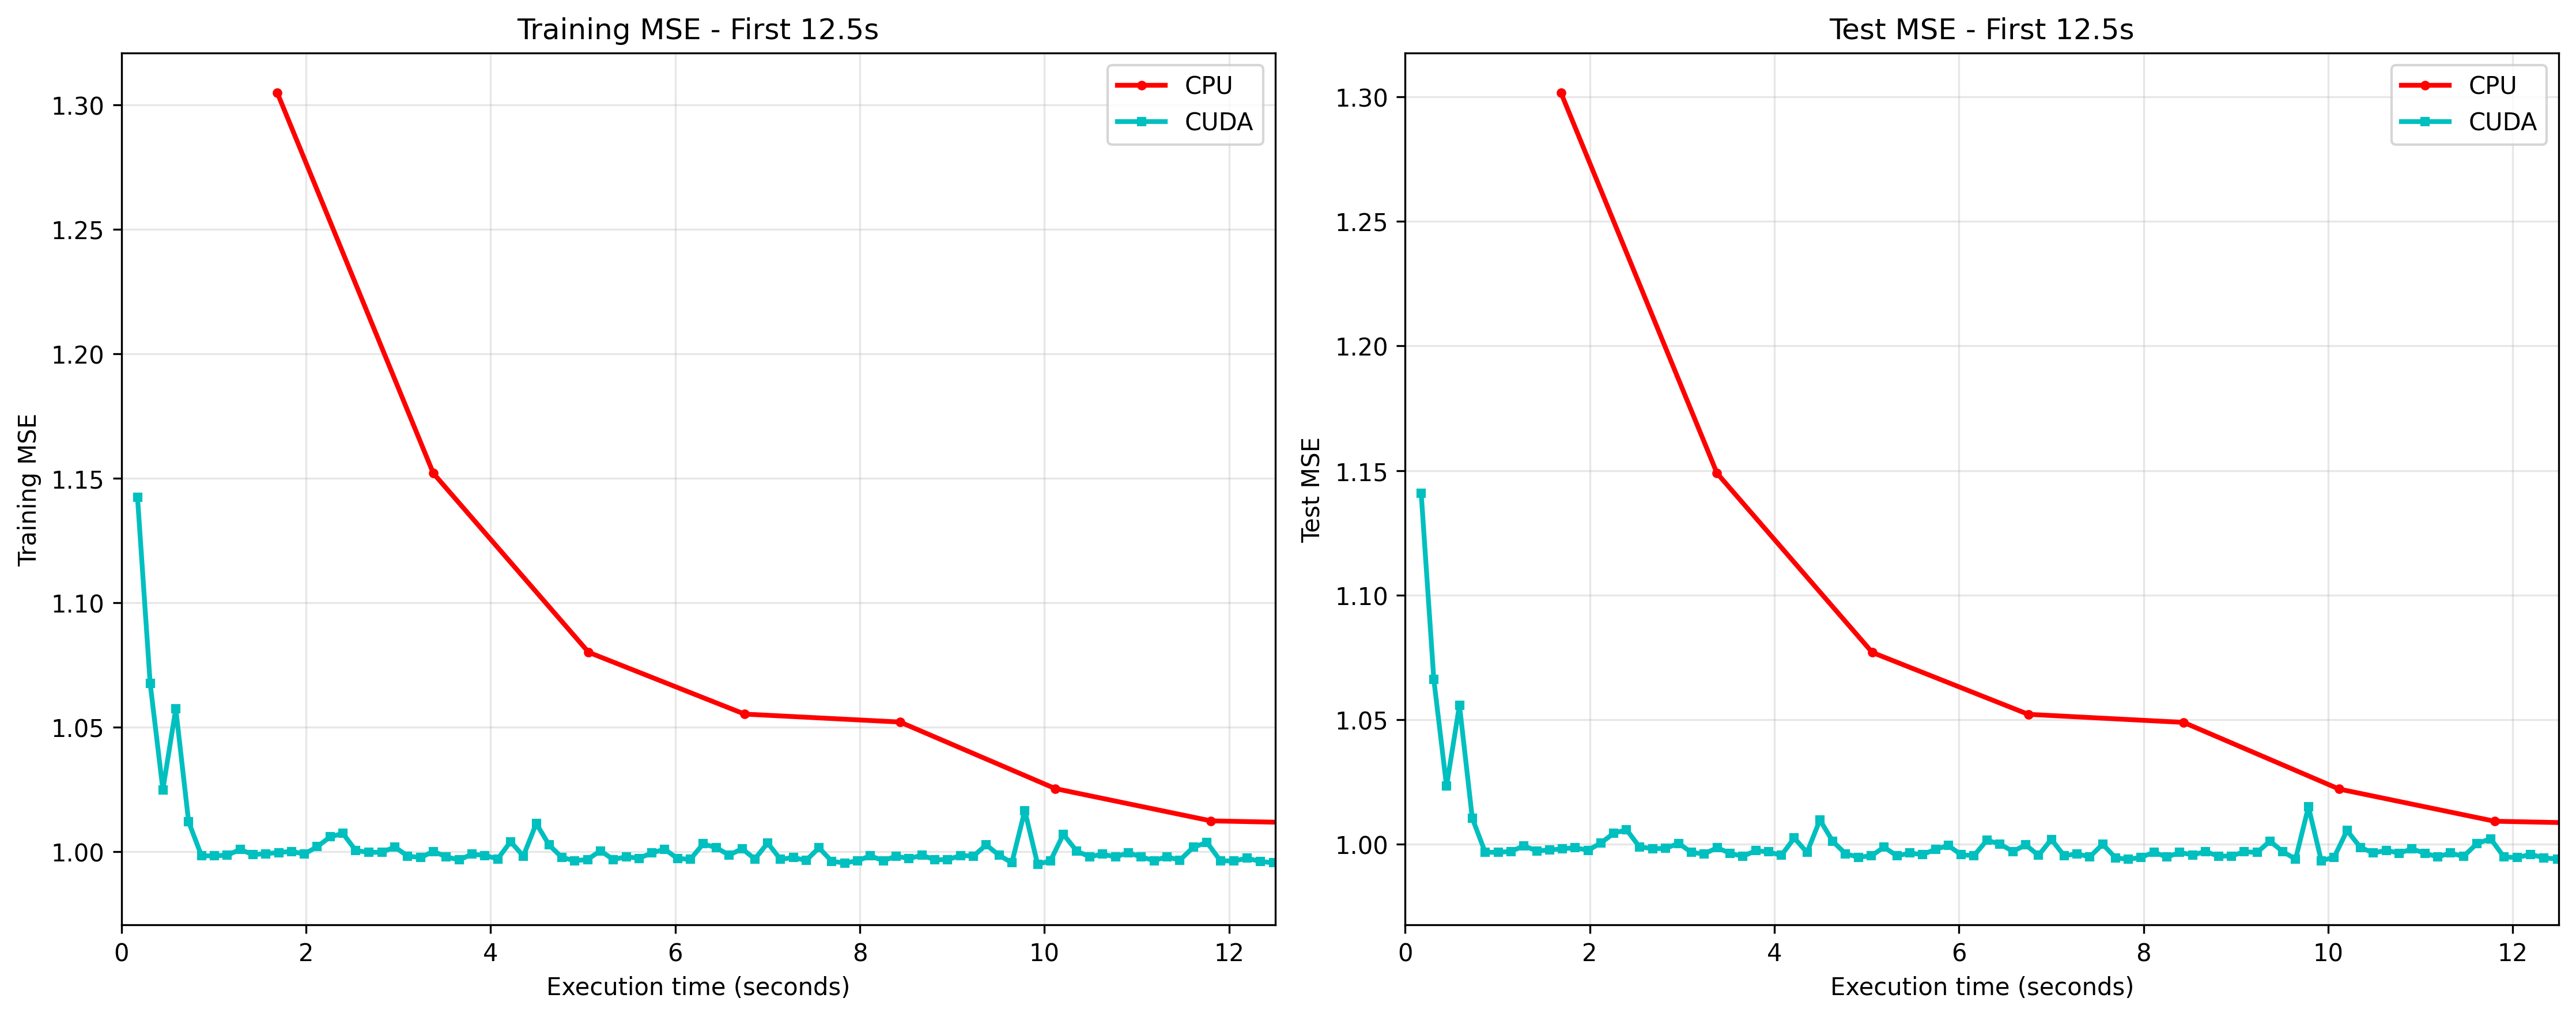 Training MSE - First 12.5s
CPU
CUDA
1.30
1.25
1.20
1.15
1.10
1.05
1.00
Training MSE
0 2 4 6 8 10 12
Execution time (seconds)
Test MSE - First 12.5s
CPU
CUDA
1.30
1.25
1.20
1.15
1.10
1.05
1.00
Test MSE
0 2 4 6 8 10 12
Execution time (seconds)